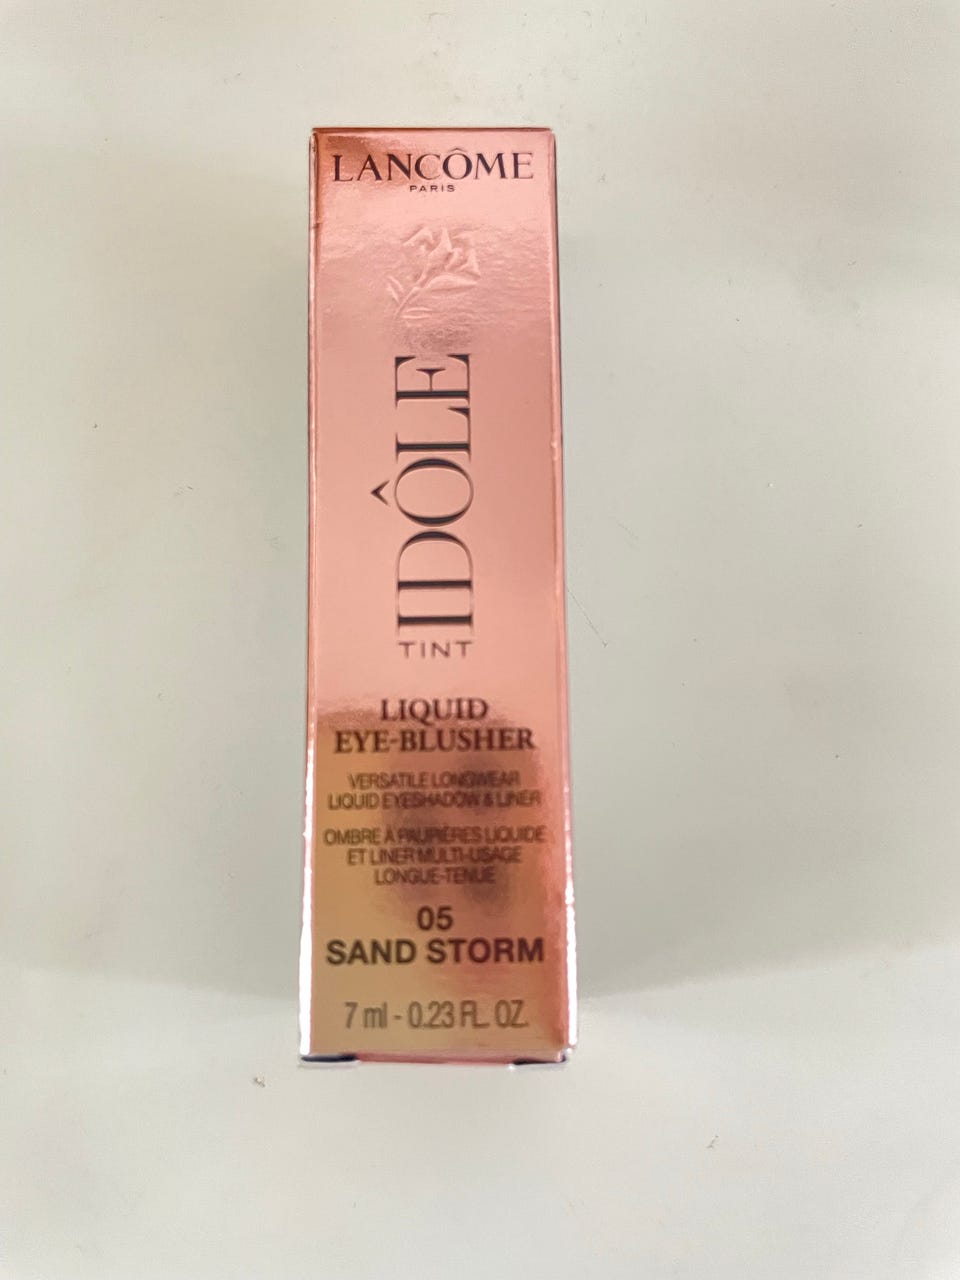 LANCÔME
PARIS
IDÔLE
TINT
LIQUID
EYE-BLUSHER
VERSATILE LONGWEAR
LIQUID EYESHADOW & LINER
OMBRE À PAUPIÈRES LIQUIDE
ET LINER MULTI-USAGE
LONGUE-TENUE
05
SAND STORM
7 ml - 0.23 FL. OZ.